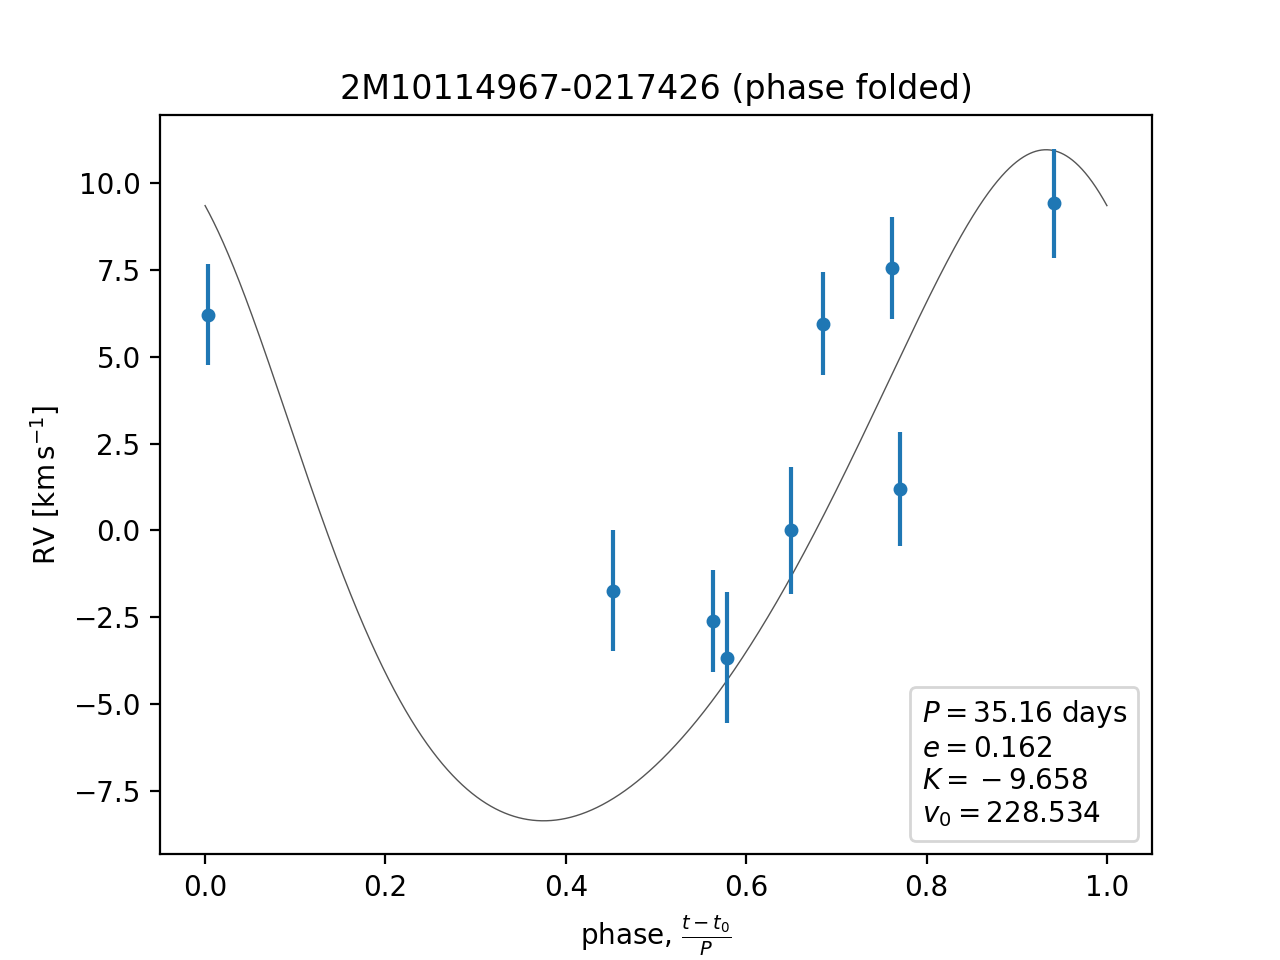 2M10114967-0217426 (phase folded)
RV [km s⁻¹]
10.0
7.5
5.0
2.5
0.0
−2.5
−5.0
−7.5
P = 35.16 days
e = 0.162
K = −9.658
v₀ = 228.534
0.0 0.2 0.4 0.6 0.8 1.0
phase, (t − t₀)/P